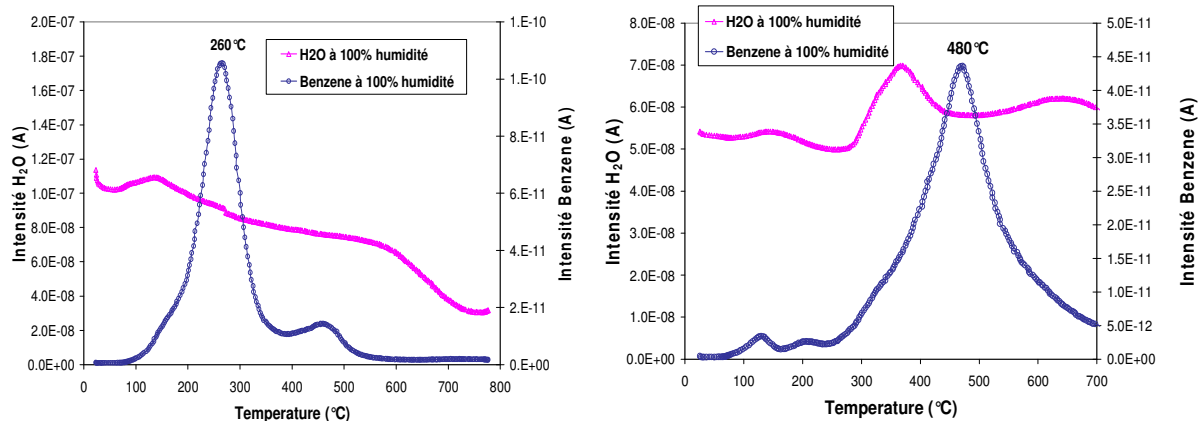 2.0E-07
1.8E-07
1.6E-07
1.4E-07
1.2E-07
1.0E-07
8.0E-08
6.0E-08
4.0E-08
2.0E-08
0.0E+00
Intensité H₂O (A)
260°C
H2O à 100% humidité
Benzene à 100% humidité
1.E-10
1.E-10
8.E-11
6.E-11
4.E-11
2.E-11
0.E+00
Intensité Benzene (A)
0 100 200 300 400 500 600 700 800
Temperature (°C)
8.0E-08
7.0E-08
6.0E-08
5.0E-08
4.0E-08
3.0E-08
2.0E-08
1.0E-08
0.0E+00
Intensité H₂O (A)
H2O à 100% humidité
Benzene à 100% humidité
480°C
5.0E-11
4.5E-11
4.0E-11
3.5E-11
3.0E-11
2.5E-11
2.0E-11
1.5E-11
1.0E-11
5.0E-12
0.0E+00
Intensité Benzene (A)
0 100 200 300 400 500 600 700
Temperature (°C)